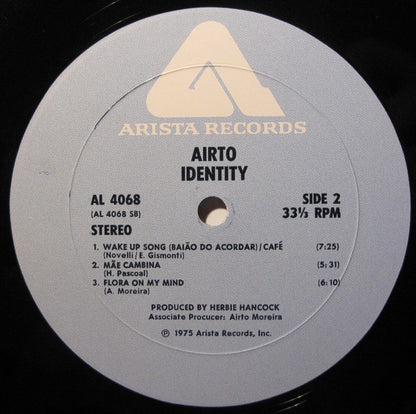 ARISTA RECORDS
AIRTO
IDENTITY
AL 4068
(AL 4068 SB)
STEREO
SIDE 2
33⅓ RPM
1. WAKE UP SONG (BAIÃO DO ACORDAR)/CAFÉ (7:25)
(Novelli/E. Gismonti)
2. MÃE CAMBINA (5:31)
(H. Pascoal)
3. FLORA ON MY MIND (6:10)
(A. Moreira)
PRODUCED BY HERBIE HANCOCK
Associate Procucer: Airto Moreira
℗ 1975 Arista Records, Inc.